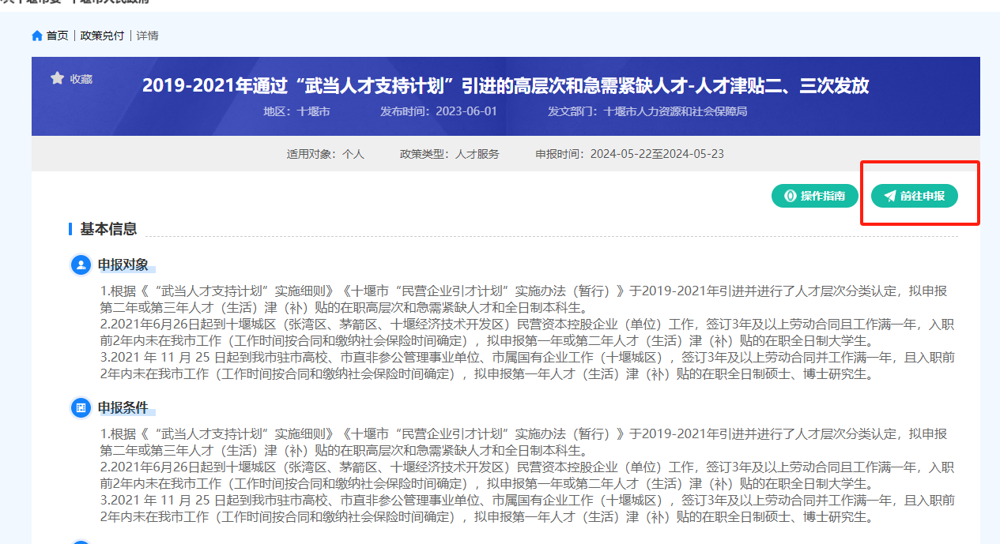 首页 | 政策兑付 | 详情
收藏
2019-2021年通过“武当人才支持计划”引进的高层次和急需紧缺人才-人才津贴二、三次发放
地区：十堰市 发布时间：2023-06-01 发文部门：十堰市人力资源和社会保障局
适用对象：个人 政策类型：人才服务 申报时间：2024-05-22至2024-05-23
操作指南 前往申报
基本信息
申报对象
1.根据《“武当人才支持计划”实施细则》《十堰市“民营企业引才计划”实施办法（暂行）》于2019-2021年引进并进行了人才层次分类认定，拟申报
第二年或第三年人才（生活）津（补）贴的在职高层次和急需紧缺人才和全日制本科生。
2.2021年6月26日起到十堰城区（张湾区、茅箭区、十堰经济技术开发区）民营资本控股企业（单位）工作，签订3年及以上劳动合同且工作满一年，入职
前2年内未在我市工作（工作时间按合同和缴纳社会保险时间确定），拟申报第一年或第二年人才（生活）津（补）贴的在职全日制大学生。
3.2021 年 11 月 25 日起到我市驻市高校、市直非参公管理事业单位、市属国有企业工作（十堰城区），签订3年及以上劳动合同并工作满一年，且入职前
2年内未在我市工作（工作时间按合同和缴纳社会保险时间确定），拟申报第一年人才（生活）津（补）贴的在职全日制硕士、博士研究生。
申报条件
1.根据《“武当人才支持计划”实施细则》《十堰市“民营企业引才计划”实施办法（暂行）》于2019-2021年引进并进行了人才层次分类认定，拟申报
第二年或第三年人才（生活）津（补）贴的在职高层次和急需紧缺人才和全日制本科生。
2.2021年6月26日起到十堰城区（张湾区、茅箭区、十堰经济技术开发区）民营资本控股企业（单位）工作，签订3年及以上劳动合同且工作满一年，入职
前2年内未在我市工作（工作时间按合同和缴纳社会保险时间确定），拟申报第一年或第二年人才（生活）津（补）贴的在职全日制大学生。
3.2021 年 11 月 25 日起到我市驻市高校、市直非参公管理事业单位、市属国有企业工作（十堰城区），签订3年及以上劳动合同并工作满一年，且入职前
2年内未在我市工作（工作时间按合同和缴纳社会保险时间确定），拟申报第一年人才（生活）津（补）贴的在职全日制硕士、博士研究生。